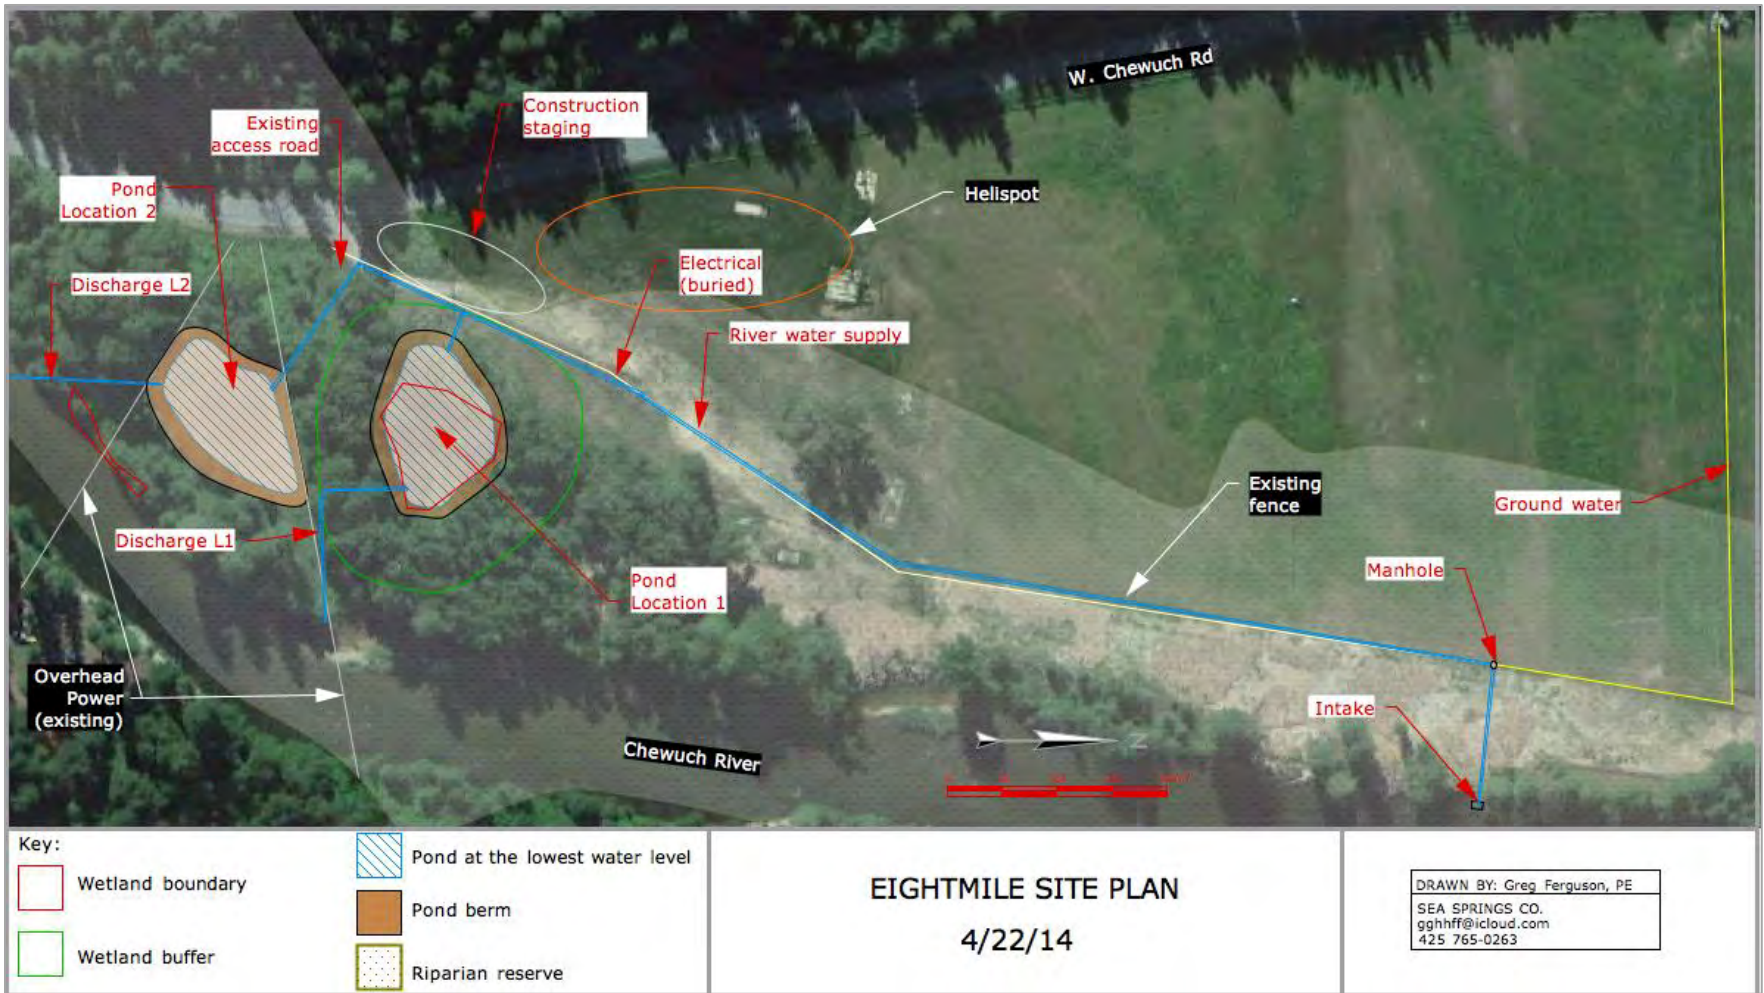 W. Chewuch Rd
Construction
staging
Existing
access road
Pond
Location 2
Helispot
Electrical
(buried)
Discharge L2
River water supply
Existing
fence
Ground water
Discharge L1
Manhole
Pond
Location 1
Overhead
Power
(existing)
Intake
Chewuch River
Key:
Wetland boundary
Wetland buffer
Pond at the lowest water level
Pond berm
Riparian reserve
EIGHTMILE SITE PLAN
4/22/14
DRAWN BY: Greg Ferguson, PE
SEA SPRINGS CO.
gghhff@icloud.com
425 765-0263